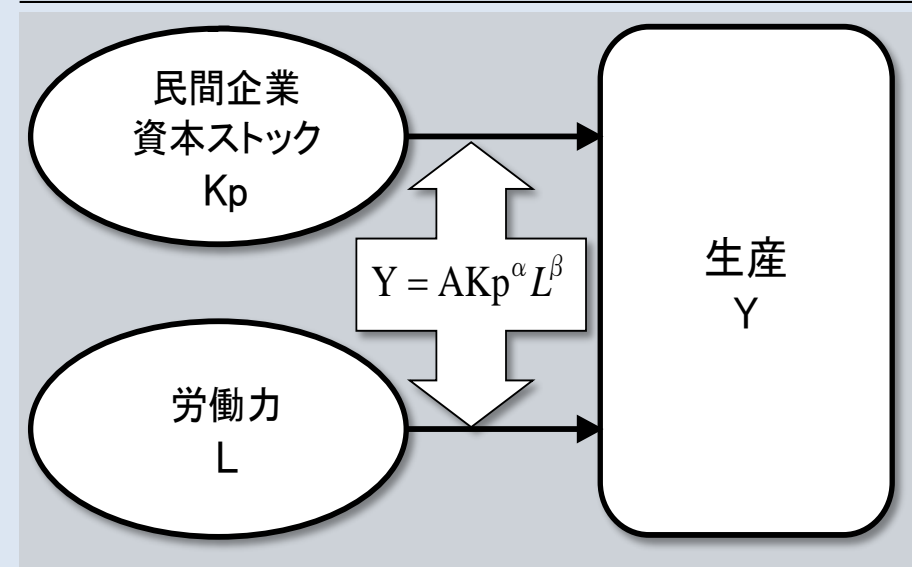 民間企業
資本ストック
Kp
Y = AKp^α L^β
労働力
L
生産
Y